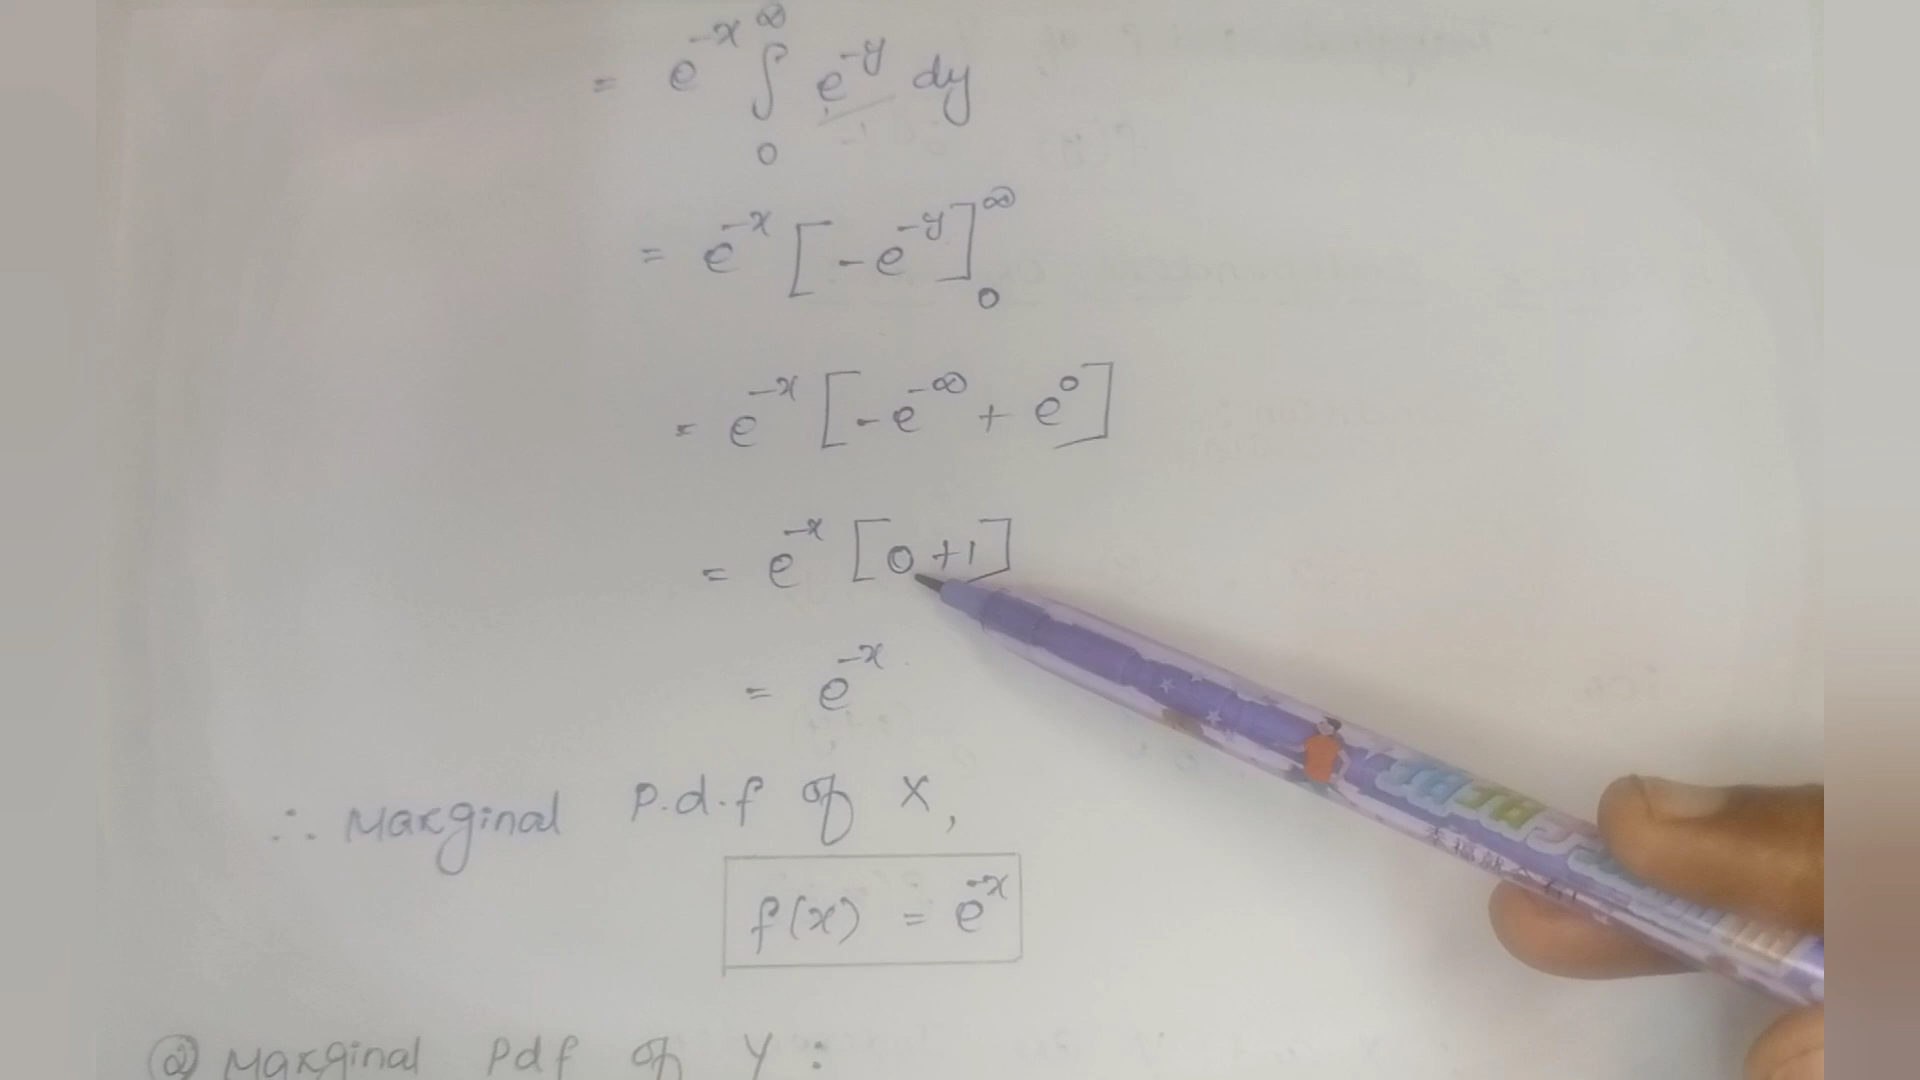 = e^{-x} ∫_0^∞ e^{-y} dy
= e^{-x} [-e^{-y}]_0^∞
= e^{-x} [-e^{-∞} + e^0]
= e^{-x} [0+1]
= e^{-x}
∴ Marginal P.d.f of X,
f(x) = e^{-x}
② Marginal Pdf of Y: